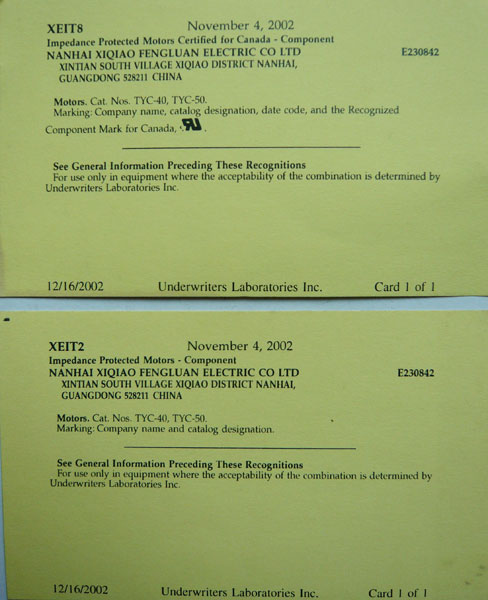 XEIT8 November 4, 2002
Impedance Protected Motors Certified for Canada - Component
NANHAI XIQIAO FENGLUAN ELECTRIC CO LTD E230842
XINTIAN SOUTH VILLAGE XIQIAO DISTRICT NANHAI,
GUANGDONG 528211 CHINA
Motors. Cat. Nos. TYC-40, TYC-50.
Marking: Company name, catalog designation, date code, and the Recognized
Component Mark for Canada,
See General Information Preceding These Recognitions
For use only in equipment where the acceptability of the combination is determined by
Underwriters Laboratories Inc.
12/16/2002 Underwriters Laboratories Inc. Card 1 of 1
XEIT2 November 4, 2002
Impedance Protected Motors - Component
NANHAI XIQIAO FENGLUAN ELECTRIC CO LTD E230842
XINTIAN SOUTH VILLAGE XIQIAO DISTRICT NANHAI,
GUANGDONG 528211 CHINA
Motors. Cat. Nos. TYC-40, TYC-50.
Marking: Company name and catalog designation.
See General Information Preceding These Recognitions
For use only in equipment where the acceptability of the combination is determined by
Underwriters Laboratories Inc.
12/16/2002 Underwriters Laboratories Inc. Card 1 of 1